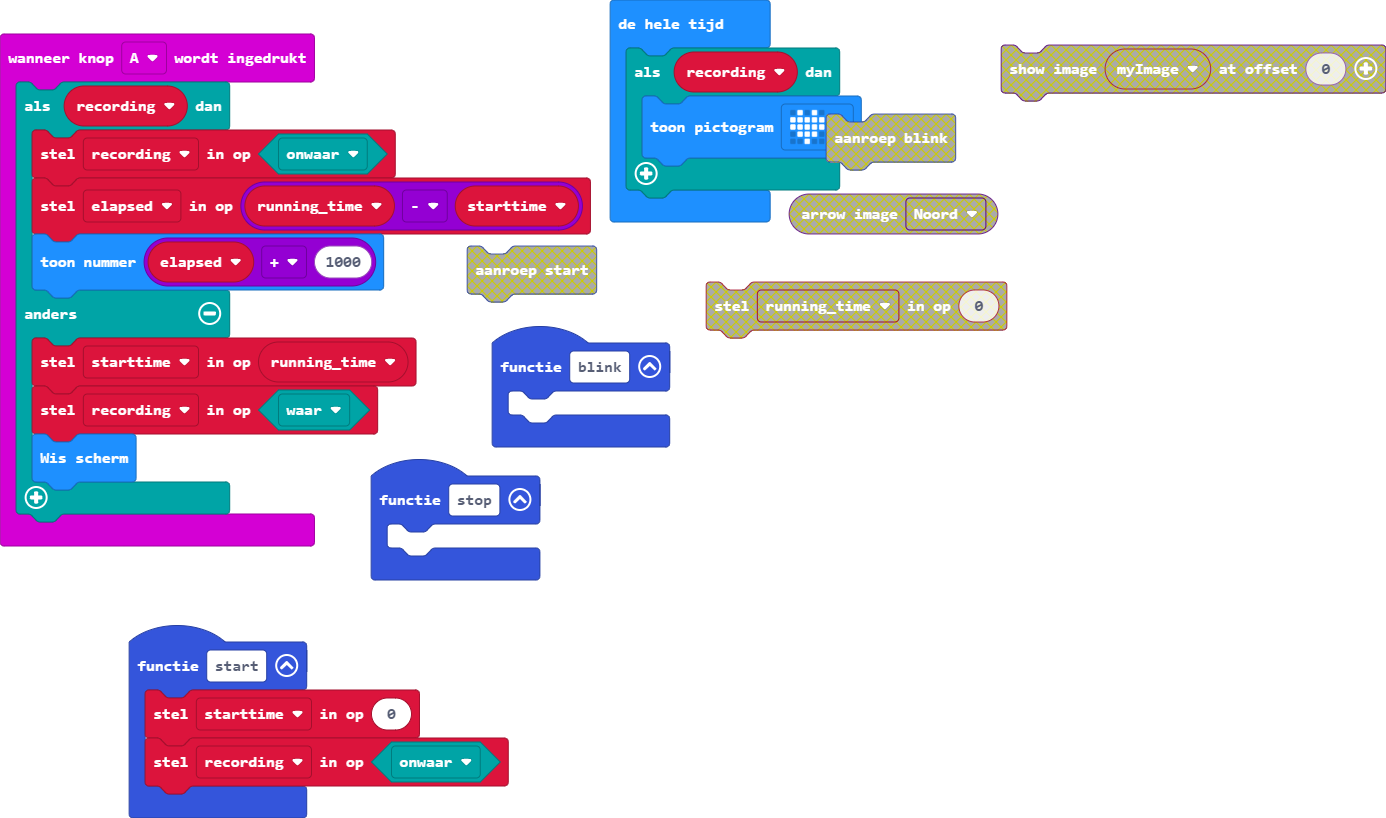 wanneer knop A wordt ingedrukt
als recording dan
stel recording in op onwaar
stel elapsed in op running_time - starttime
toon nummer elapsed + 1000
anders
stel starttime in op running_time
stel recording in op waar
Wis scherm
de hele tijd
als recording dan
toon pictogram
aanroep blink
show image myImage at offset 0
arrow image Noord
aanroep start
stel running_time in op 0
functie blink
functie stop
functie start
stel starttime in op 0
stel recording in op onwaar